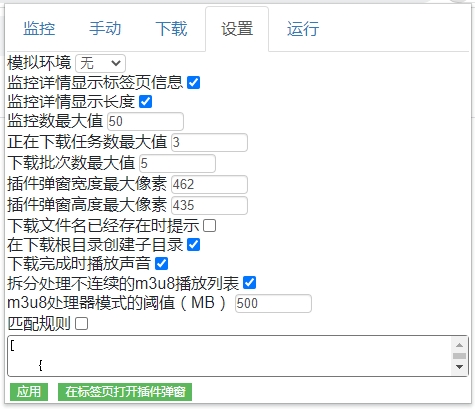 监控 手动 下载 设置 运行
模拟环境 无
监控详情显示标签页信息
监控详情显示长度
监控数最大值 50
正在下载任务数最大值 3
下载批次数最大值 5
插件弹窗宽度最大像素 462
插件弹窗高度最大像素 435
下载文件名已经存在时提示
在下载根目录创建子目录
下载完成时播放声音
拆分处理不连续的m3u8播放列表
m3u8处理器模式的阈值（MB） 500
匹配规则
[
{
应用 在标签页打开插件弹窗